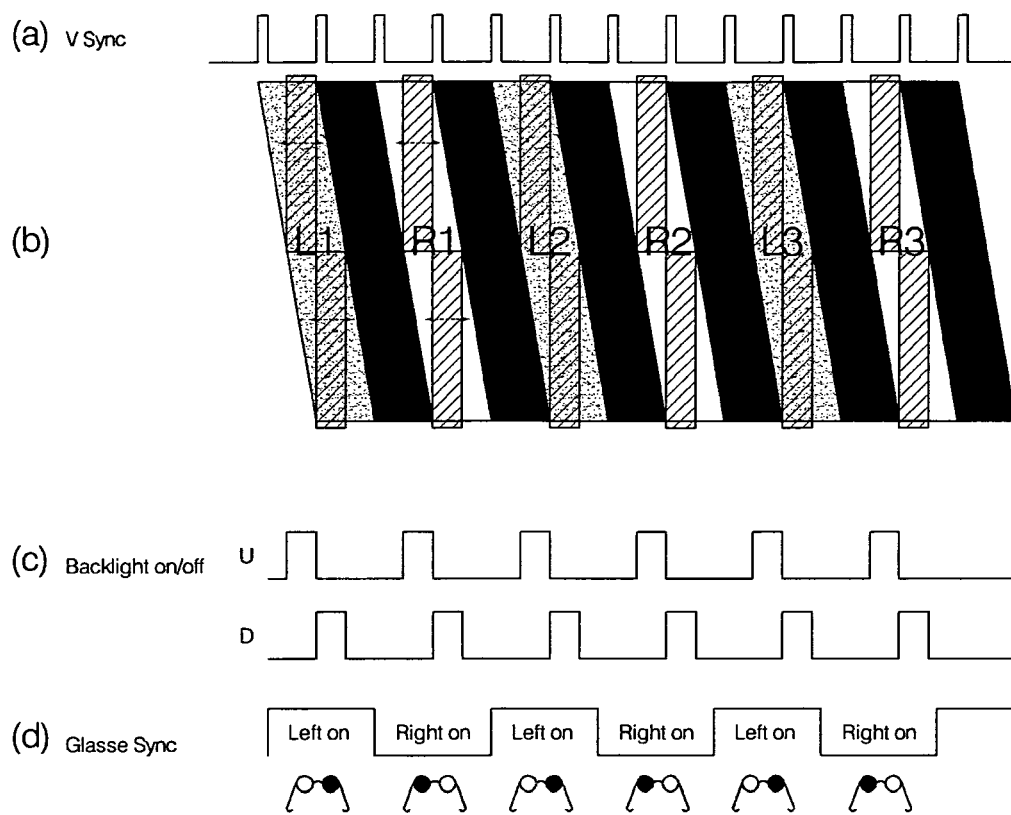 (a) V Sync
(b) L1 R1 L2 R2 L3 R3
(c) Backlight on/off U
D
(d) Glasse Sync Left on Right on Left on Right on Left on Right on